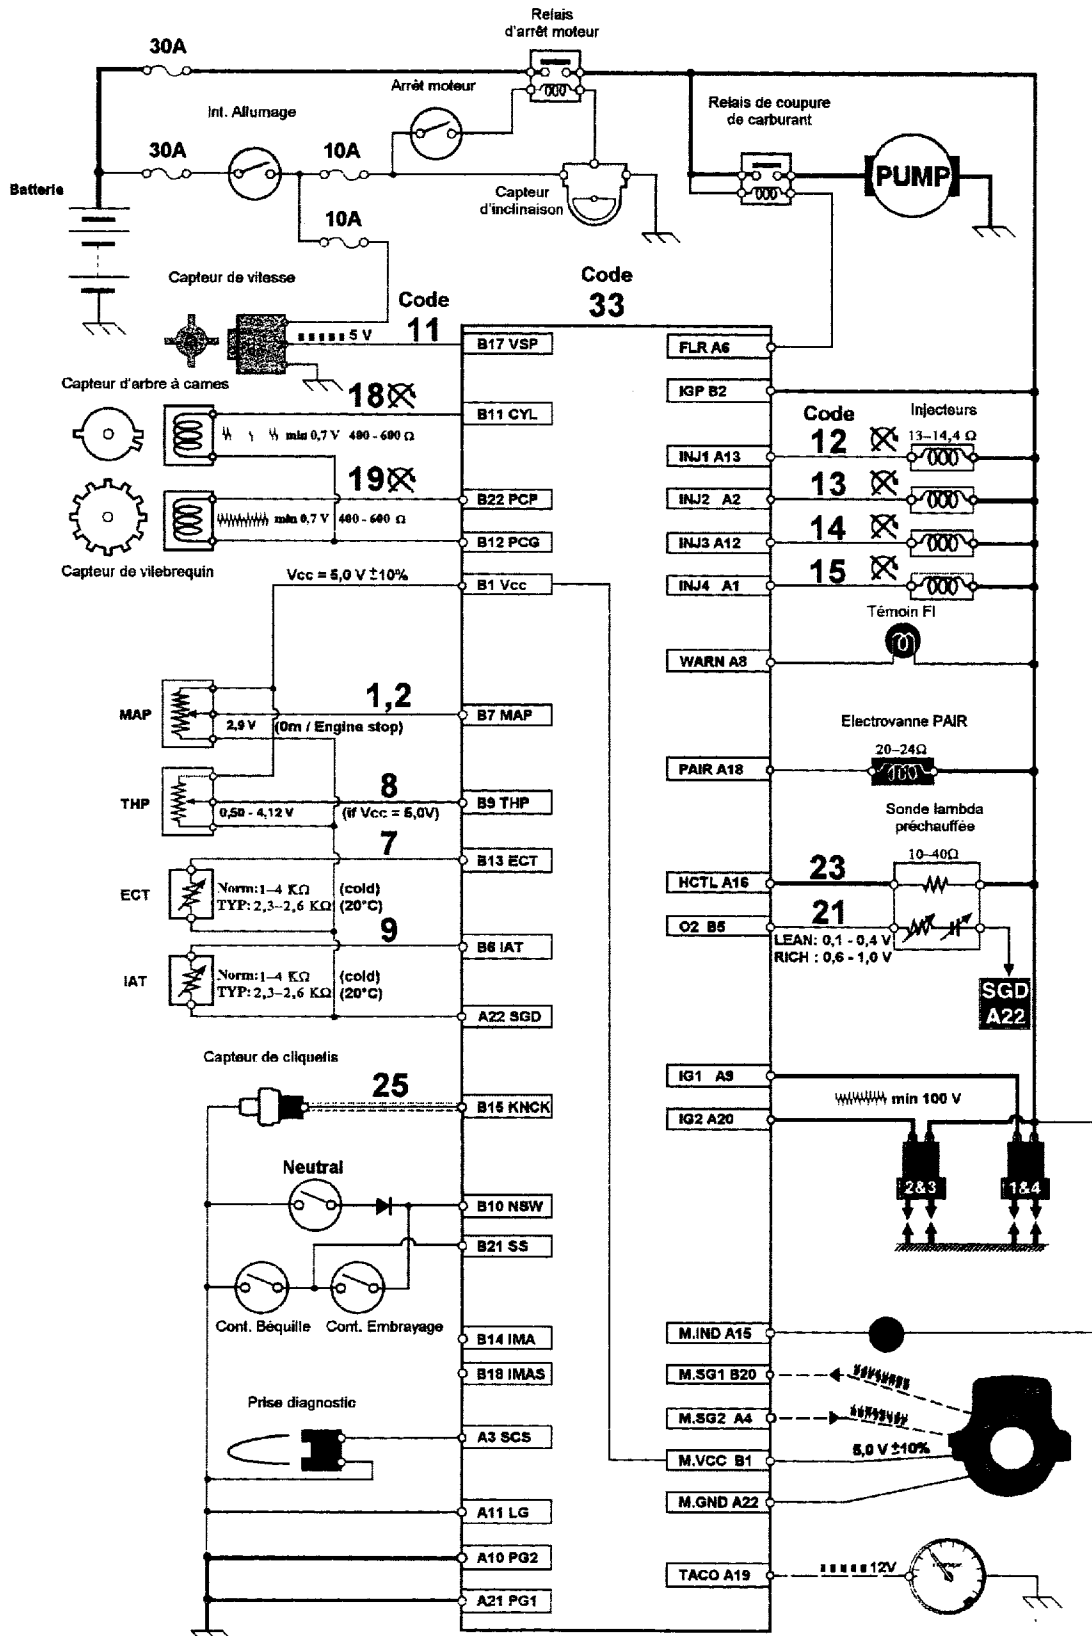 Relais
d'arrêt moteur
30A
Arrêt moteur
Int. Allumage
Relais de coupure
de carburant
30A
10A
PUMP
Batterie
Capteur
d'inclinaison
10A
Capteur de vitesse
Code
11
Code
33
5 V
B17 VSP
FLR A6
Capteur d'arbre à cames
18
B11 CYL
IGP B2
min 0,7 V 400 - 600 Ω
Code
12
Injecteurs
13–14,4 Ω
INJ1 A13
19
B22 PCP
13
INJ2 A2
min 0,7 V 400 - 600 Ω
B12 PCG
14
INJ3 A12
Capteur de vilebrequin
Vcc = 5,0 V ±10%
B1 Vcc
15
INJ4 A1
Témoin FI
WARN A8
MAP
1,2
2,9 V (0m / Engine stop)
B7 MAP
Electrovanne PAIR
20–24Ω
PAIR A18
THP
8
0,50 - 4,12 V (if Vcc = 5,0V)
B9 THP
Sonde lambda
préchauffée
7
B13 ECT
10–40Ω
ECT
Norm:1–4 KΩ (cold)
TYP: 2,3–2,6 KΩ (20°C)
HCTL A16
23
9
B6 IAT
O2 B5
21
LEAN: 0,1 - 0,4 V
RICH : 0,6 - 1,0 V
IAT
Norm:1–4 KΩ (cold)
TYP: 2,3–2,6 KΩ (20°C)
SGD
A22
A22 SGD
Capteur de cliquetis
25
B15 KNCK
IG1 A9
min 100 V
IG2 A20
2&3
1&4
Neutral
B10 NSW
B21 SS
Cont. Béquille Cont. Embrayage
B14 IMA
M.IND A15
B18 IMAS
M.SG1 B20
Prise diagnostic
A3 SCS
M.SG2 A4
5,0 V ±10%
M.VCC B1
A11 LG
M.GND A22
A10 PG2
TACO A19
12V
A21 PG1